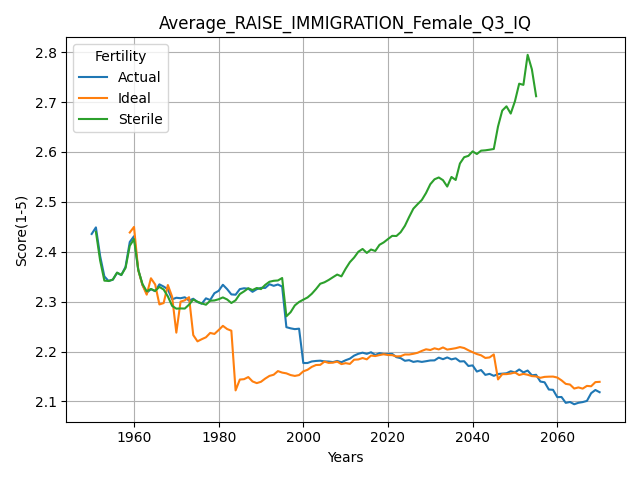 Average_RAISE_IMMIGRATION_Female_Q3_IQ
Fertility
Actual
Ideal
Sterile
Score(1-5)
2.8
2.7
2.6
2.5
2.4
2.3
2.2
2.1
1960
1980
2000
2020
2040
2060
Years